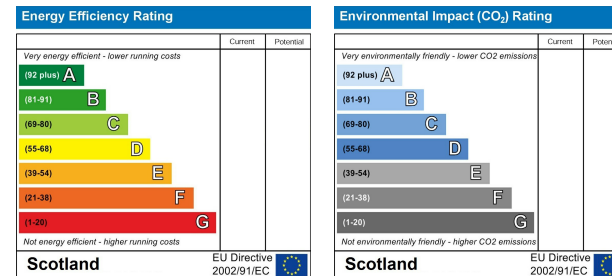 Energy Efficiency Rating
Current Potential
Very energy efficient - lower running costs
(92 plus) A
(81-91) B
(69-80) C
(55-68) D
(39-54) E
(21-38) F
(1-20) G
Not energy efficient - higher running costs
Scotland
EU Directive
2002/91/EC
Environmental Impact (CO₂) Rating
Current Poten
Very environmentally friendly - lower CO2 emissions
(92 plus) A
(81-91) B
(69-80) C
(55-68) D
(39-54) E
(21-38) F
(1-20) G
Not environmentally friendly - higher CO2 emissions
Scotland
EU Directive
2002/91/EC